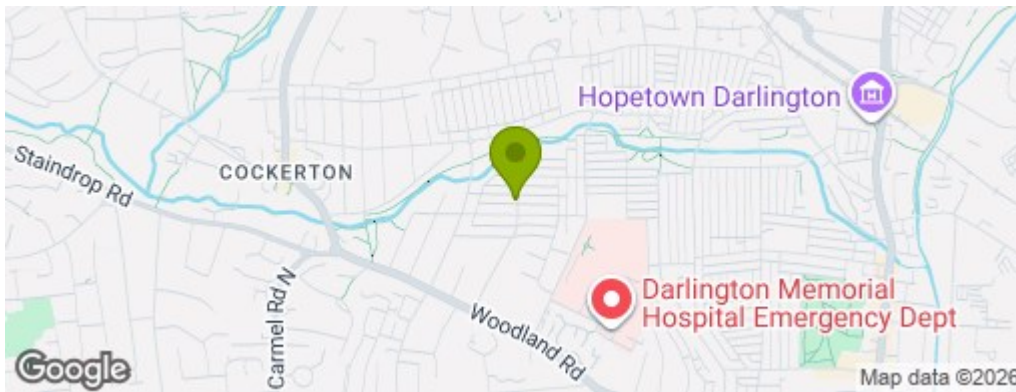 Hopetown Darlington
COCKERTON
Staindrop Rd
Carmel Rd N
Woodland Rd
Darlington Memorial
Hospital Emergency Dept
Google
Map data ©2026